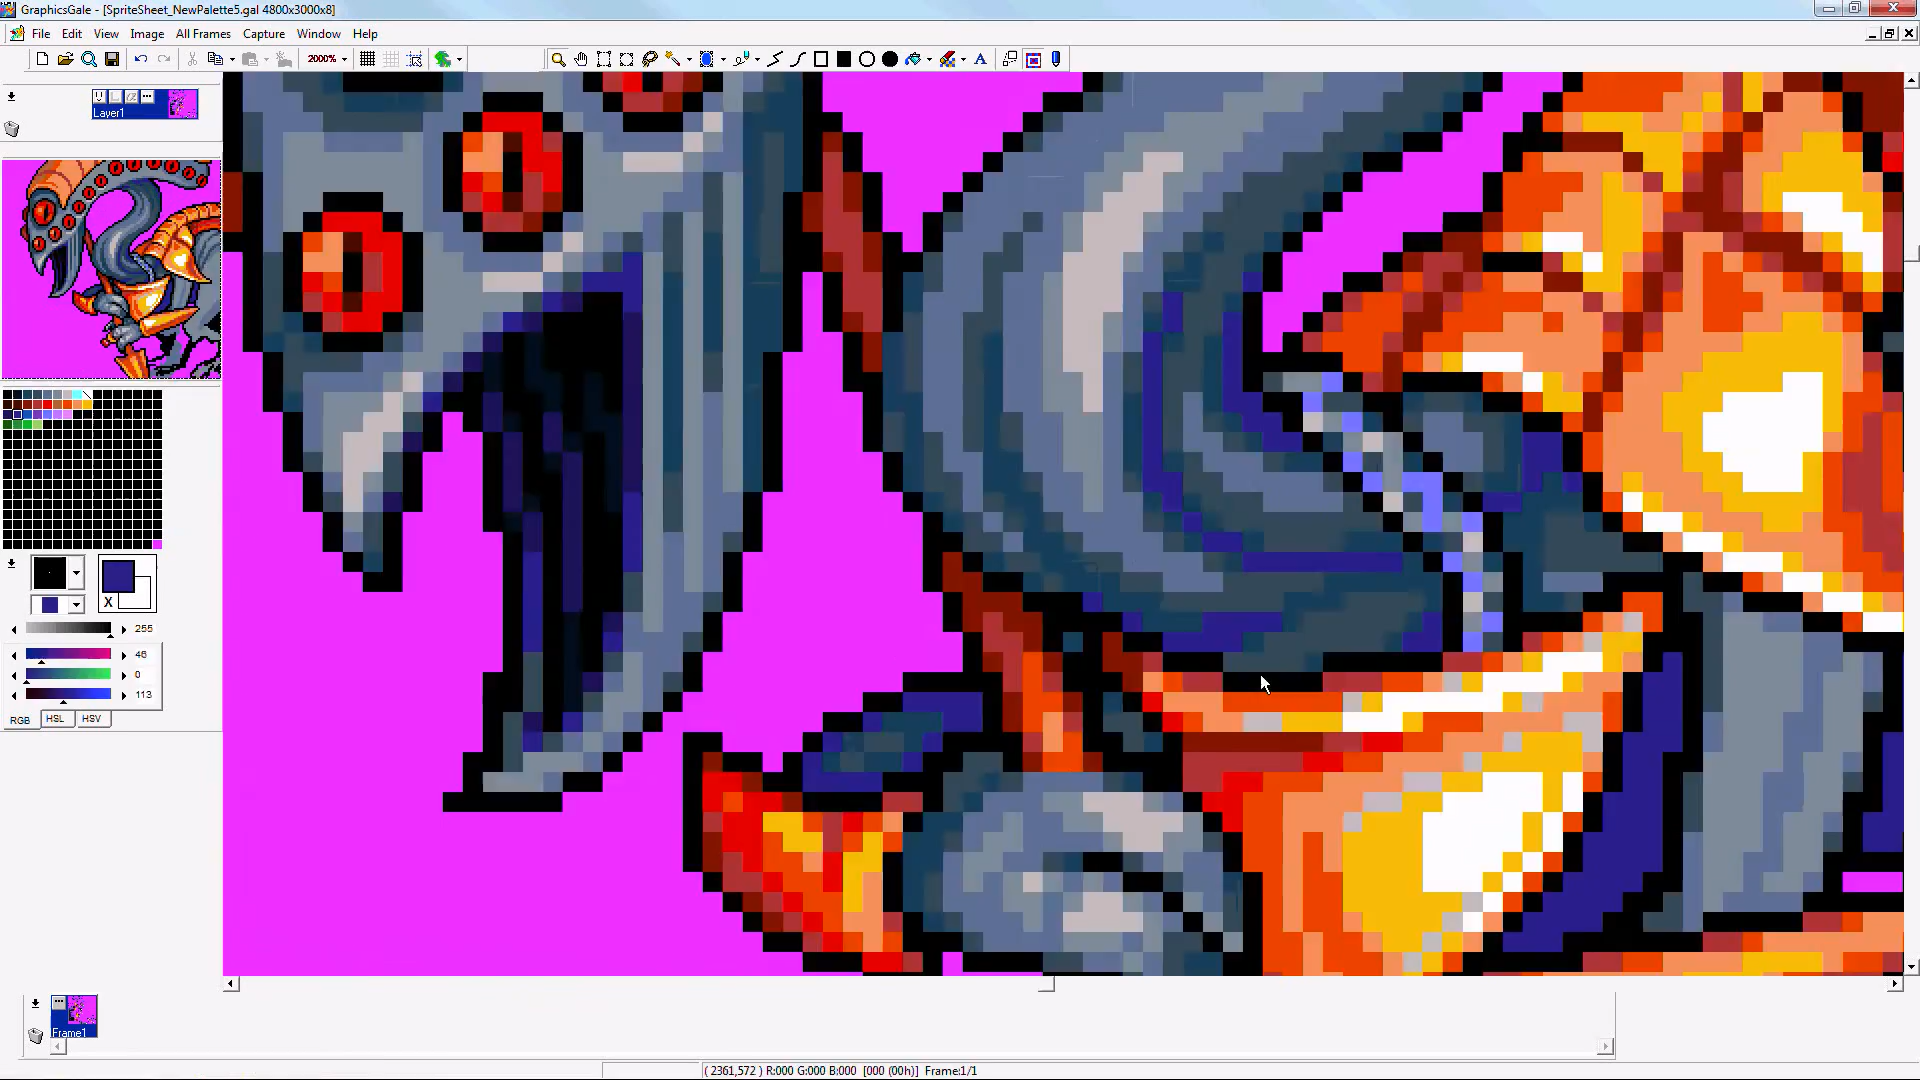 GraphicsGale - [SpriteSheet_NewPalette5.gal 4800x3000x8]
File Edit View Image All Frames Capture Window Help
2000%
A
Layer1
X
255
46
0
113
RGB HSL HSV
Frame1
( 2361,572 ) R:000 G:000 B:000 [000 (00h)] Frame:1/1